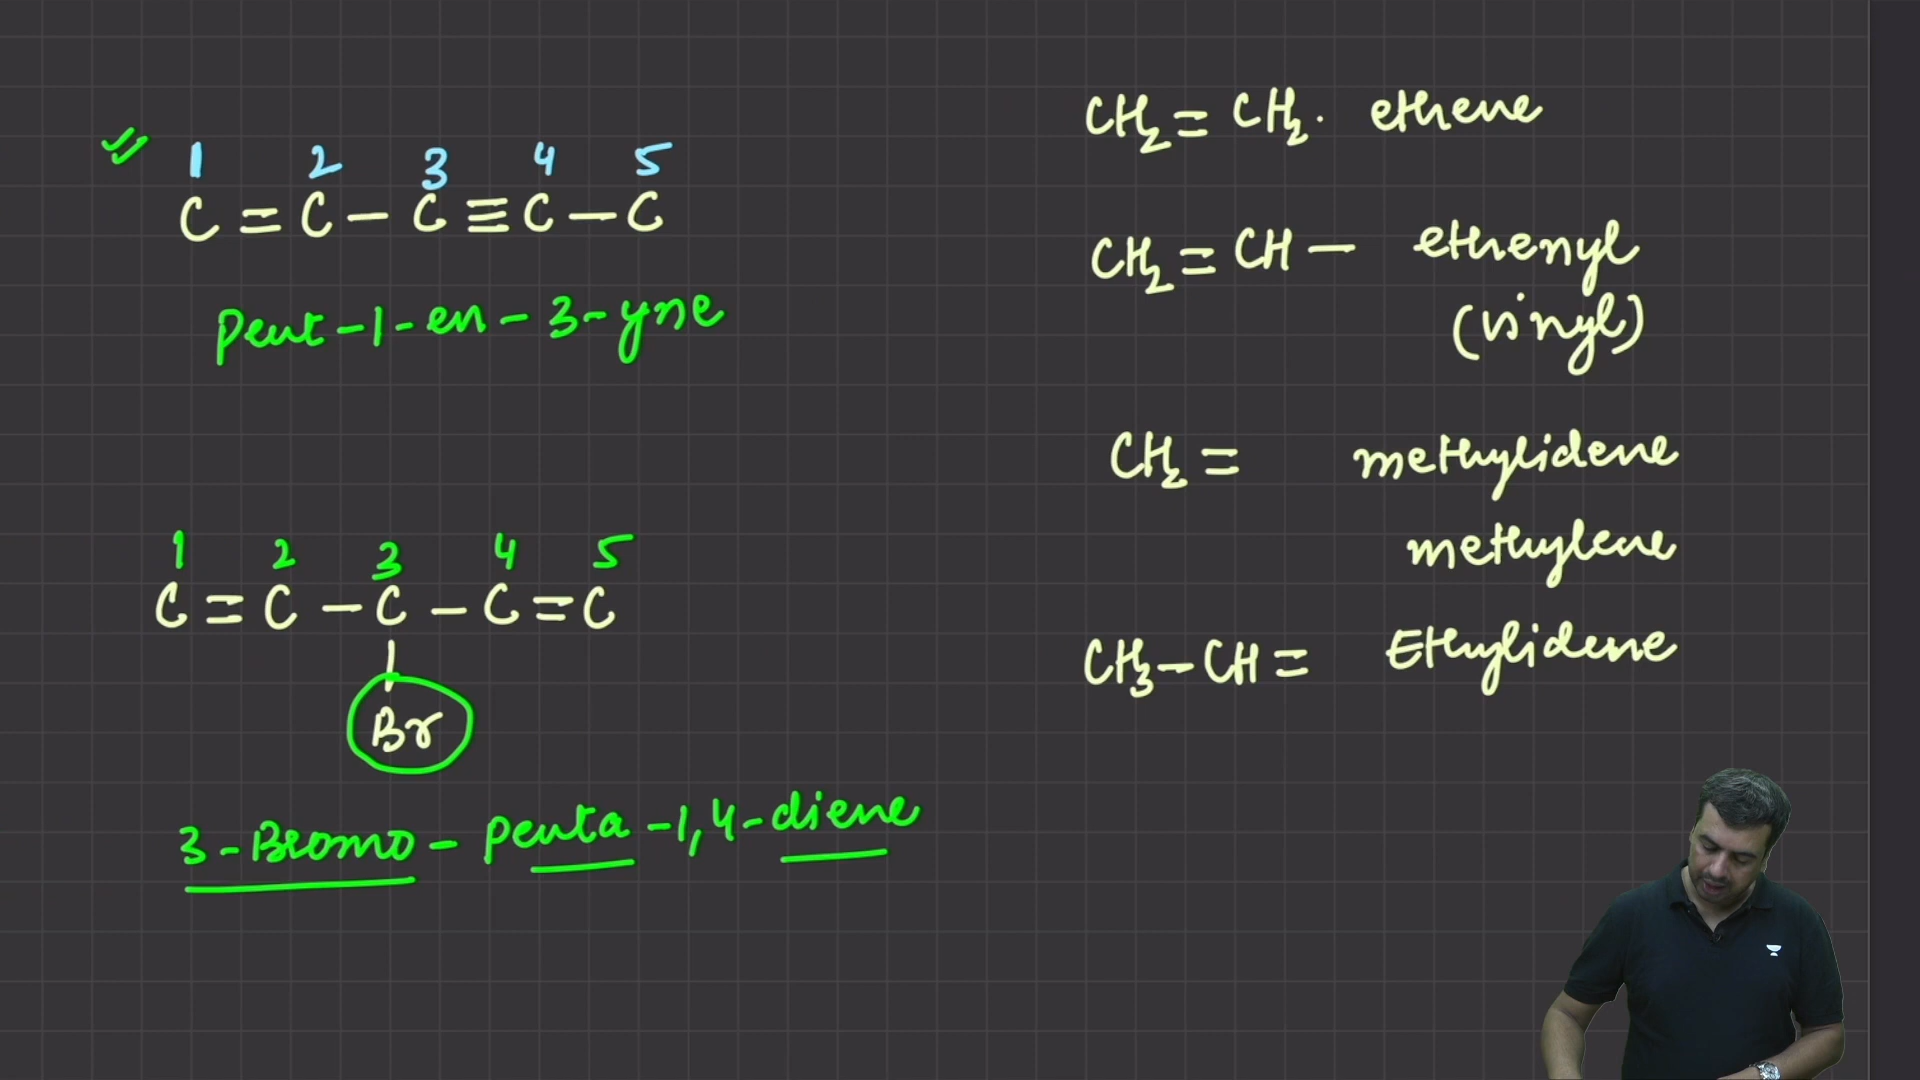 1 2 3 4 5
C = C - C ≡ C - C
Pent-1-en-3-yne
1 2 3 4 5
C = C - C - C = C
Br
3-Bromo-Penta-1,4-diene
CH₂ = CH₂. ethene
CH₂ = CH - ethenyl
(vinyl)
CH₂ = methylidene
methylene
CH₃-CH = Ethylidene